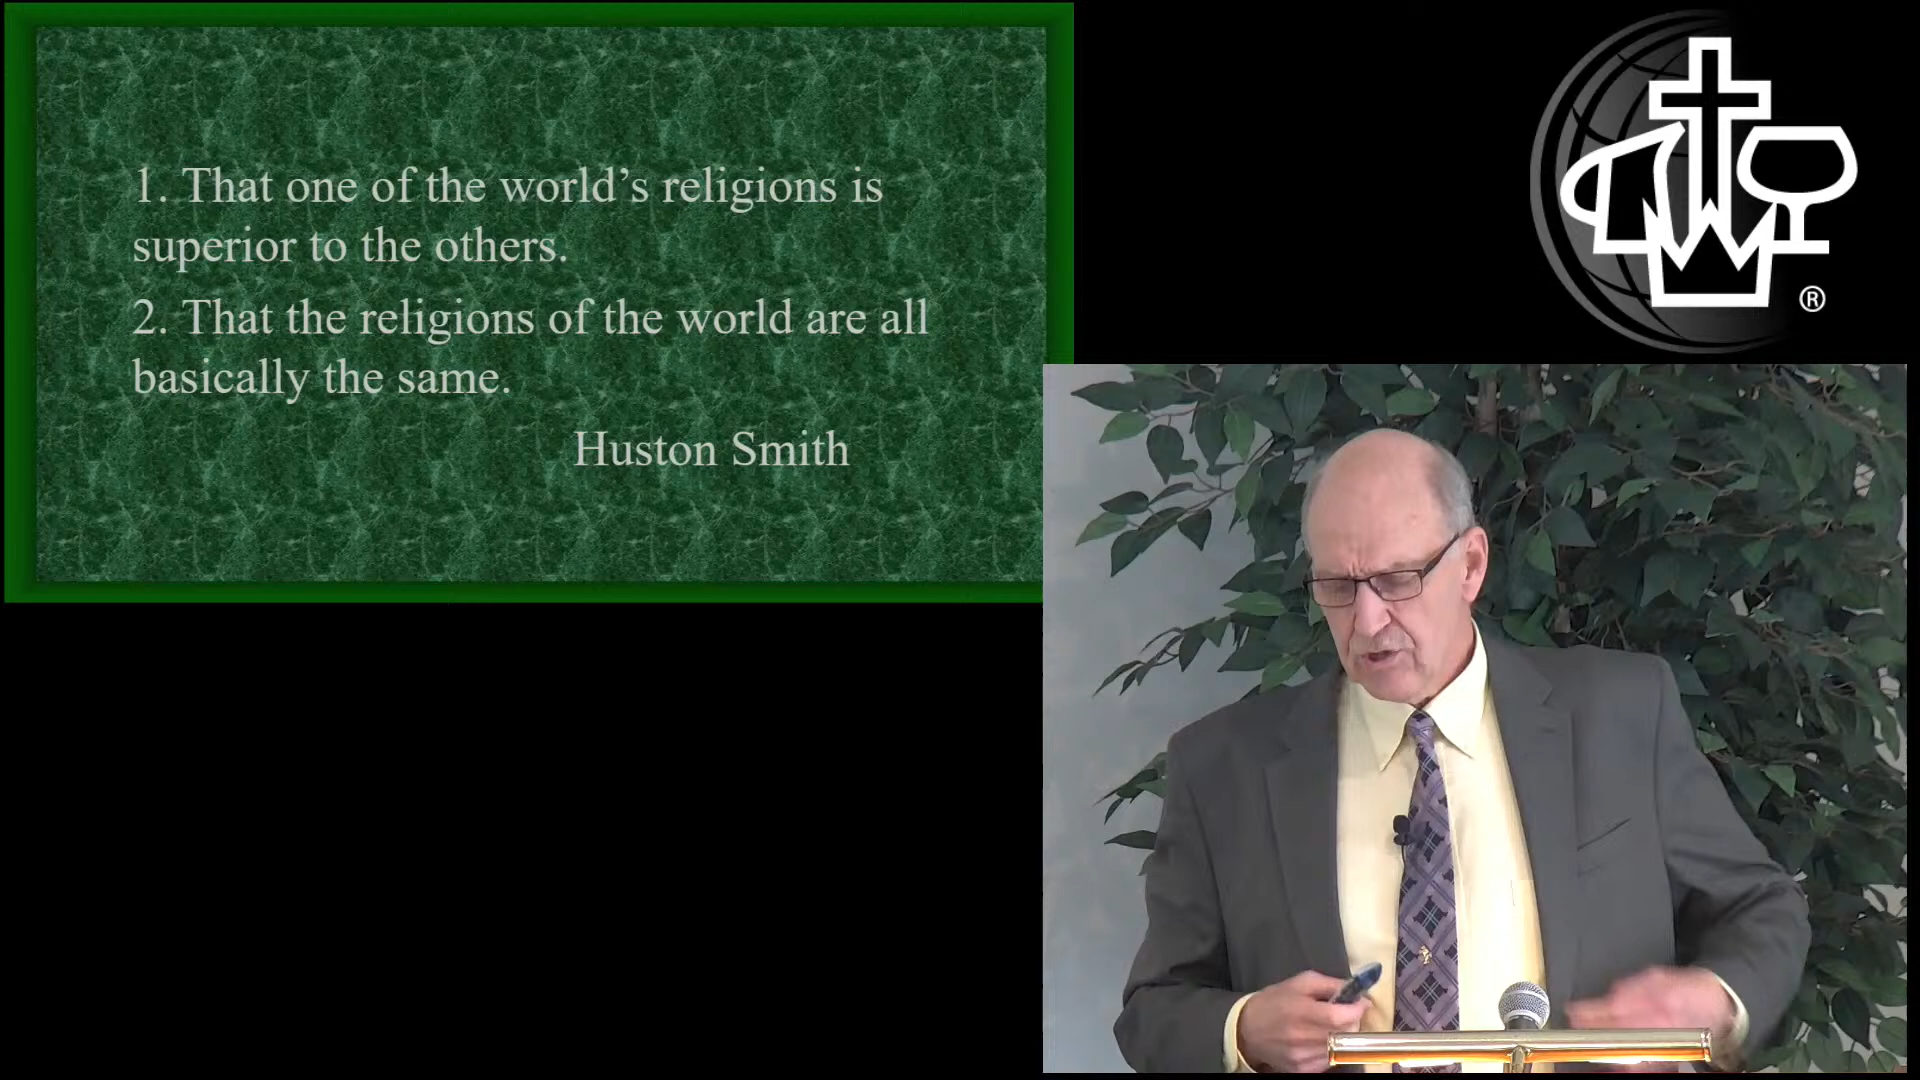 1. That one of the world’s religions is
superior to the others.
2. That the religions of the world are all
basically the same.
Huston Smith
®